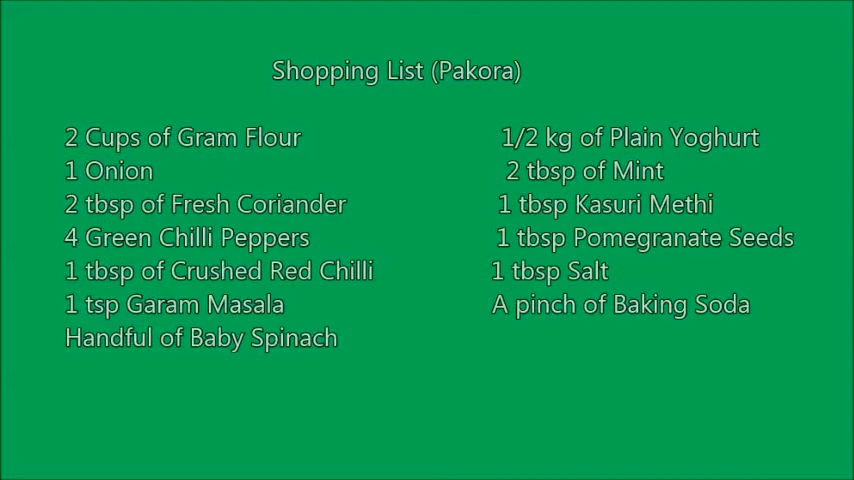 Shopping List (Pakora)
2 Cups of Gram Flour
1 Onion
2 tbsp of Fresh Coriander
4 Green Chilli Peppers
1 tbsp of Crushed Red Chilli
1 tsp Garam Masala
Handful of Baby Spinach
1/2 kg of Plain Yoghurt
2 tbsp of Mint
1 tbsp Kasuri Methi
1 tbsp Pomegranate Seeds
1 tbsp Salt
A pinch of Baking Soda